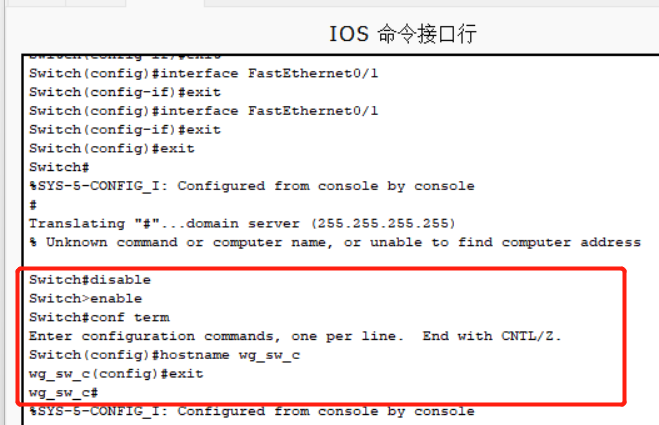 IOS 命令接口行
Switch(config-if)#exit
Switch(config)#interface FastEthernet0/1
Switch(config-if)#exit
Switch(config)#interface FastEthernet0/1
Switch(config-if)#exit
Switch(config)#exit
Switch#
%SYS-5-CONFIG_I: Configured from console by console
#
Translating "#"...domain server (255.255.255.255)
% Unknown command or computer name, or unable to find computer address
Switch#disable
Switch>enable
Switch#conf term
Enter configuration commands, one per line.  End with CNTL/Z.
Switch(config)#hostname wg_sw_c
wg_sw_c(config)#exit
wg_sw_c#
%SYS-5-CONFIG_I: Configured from console by console